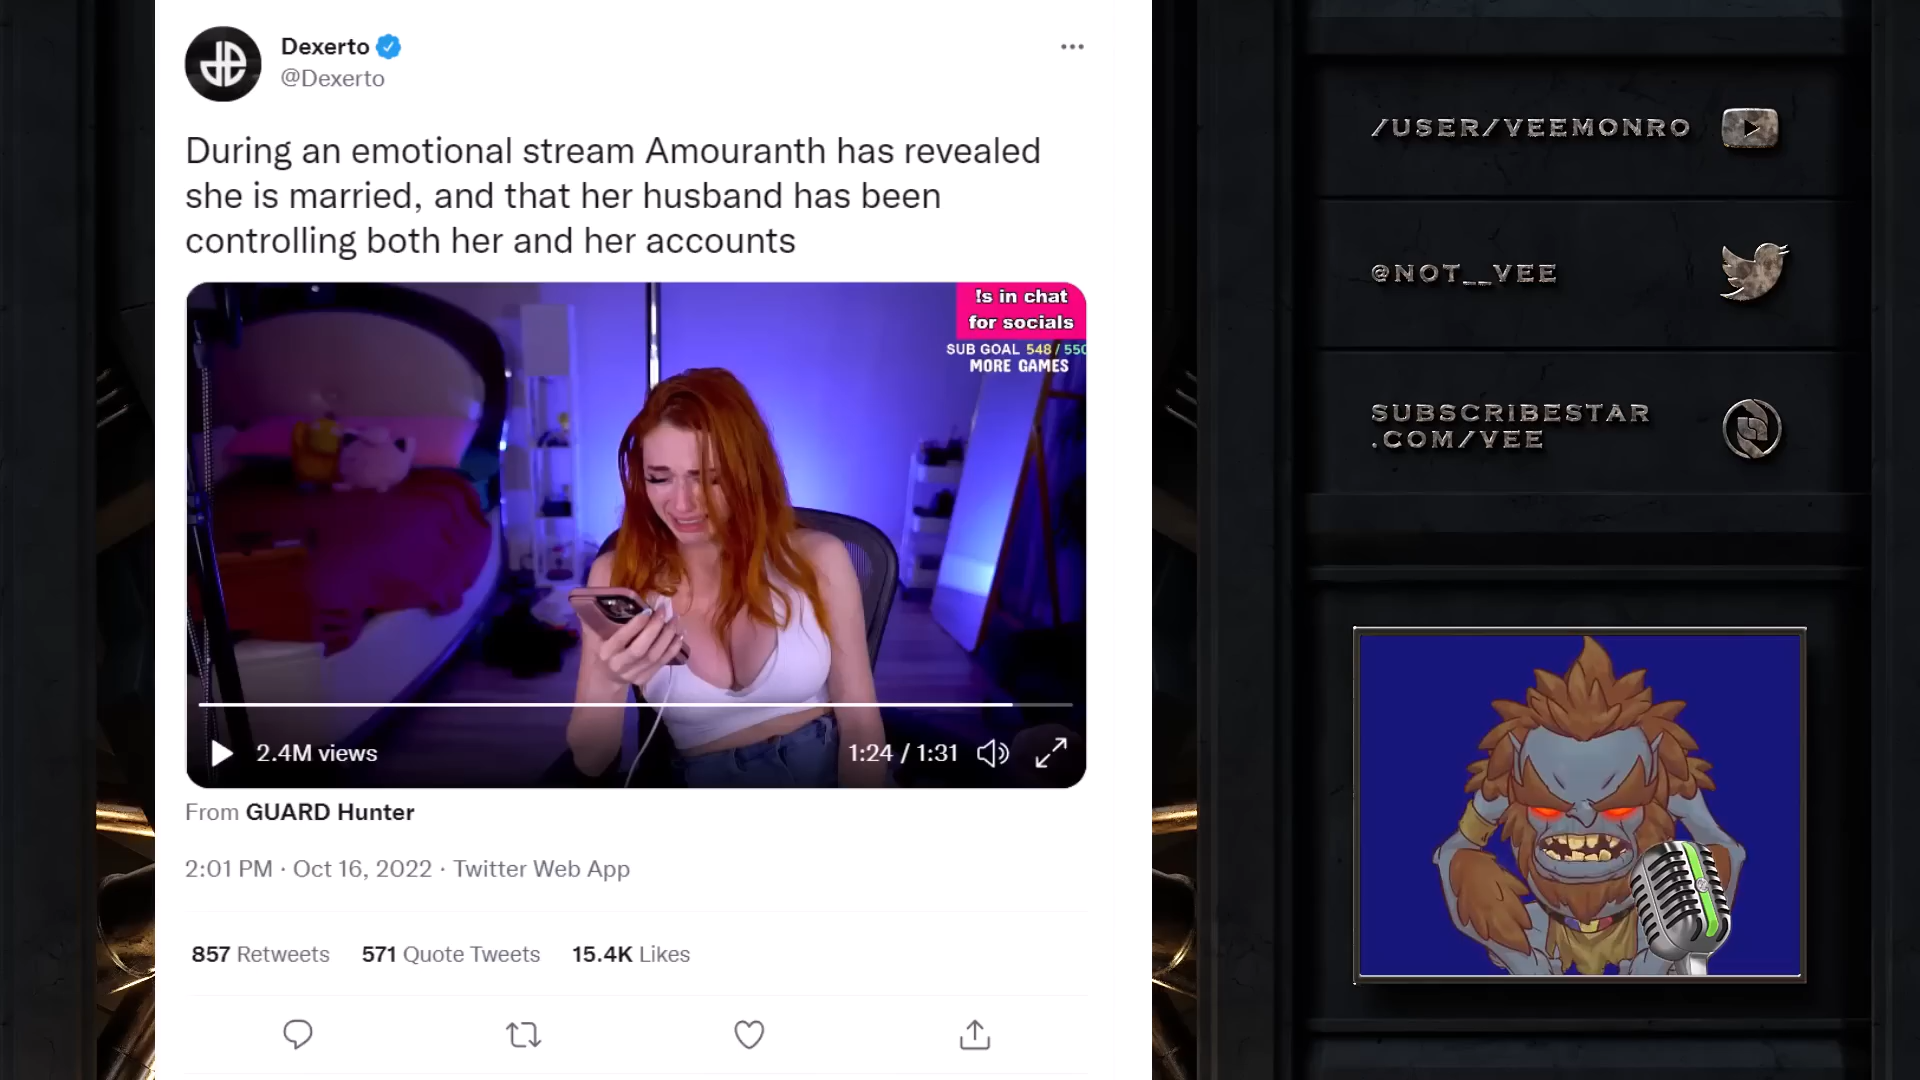 Dexerto
@Dexerto
During an emotional stream Amouranth has revealed
she is married, and that her husband has been
controlling both her and her accounts
!s in chat
for socials
SUB GOAL 548 / 550
MORE GAMES
2.4M views
1:24 / 1:31
From GUARD Hunter
2:01 PM · Oct 16, 2022 · Twitter Web App
857 Retweets 571 Quote Tweets 15.4K Likes
/USER/VEEMONRO
@NOT__VEE
SUBSCRIBESTAR
.COM/VEE